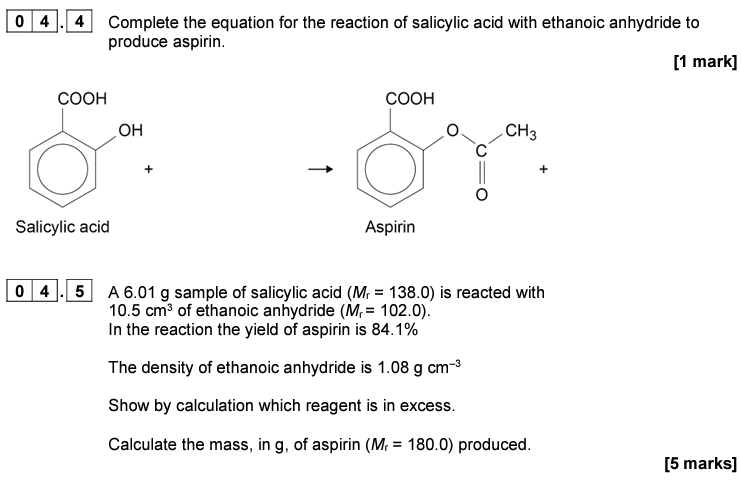 0 4 . 4 Complete the equation for the reaction of salicylic acid with ethanoic anhydride to
produce aspirin.
[1 mark]
COOH
OH
+
Salicylic acid
→
COOH
O
C
CH₃
O
+
Aspirin
0 4 . 5 A 6.01 g sample of salicylic acid (Mᵣ = 138.0) is reacted with
10.5 cm³ of ethanoic anhydride (Mᵣ = 102.0).
In the reaction the yield of aspirin is 84.1%
The density of ethanoic anhydride is 1.08 g cm⁻³
Show by calculation which reagent is in excess.
Calculate the mass, in g, of aspirin (Mᵣ = 180.0) produced.
[5 marks]